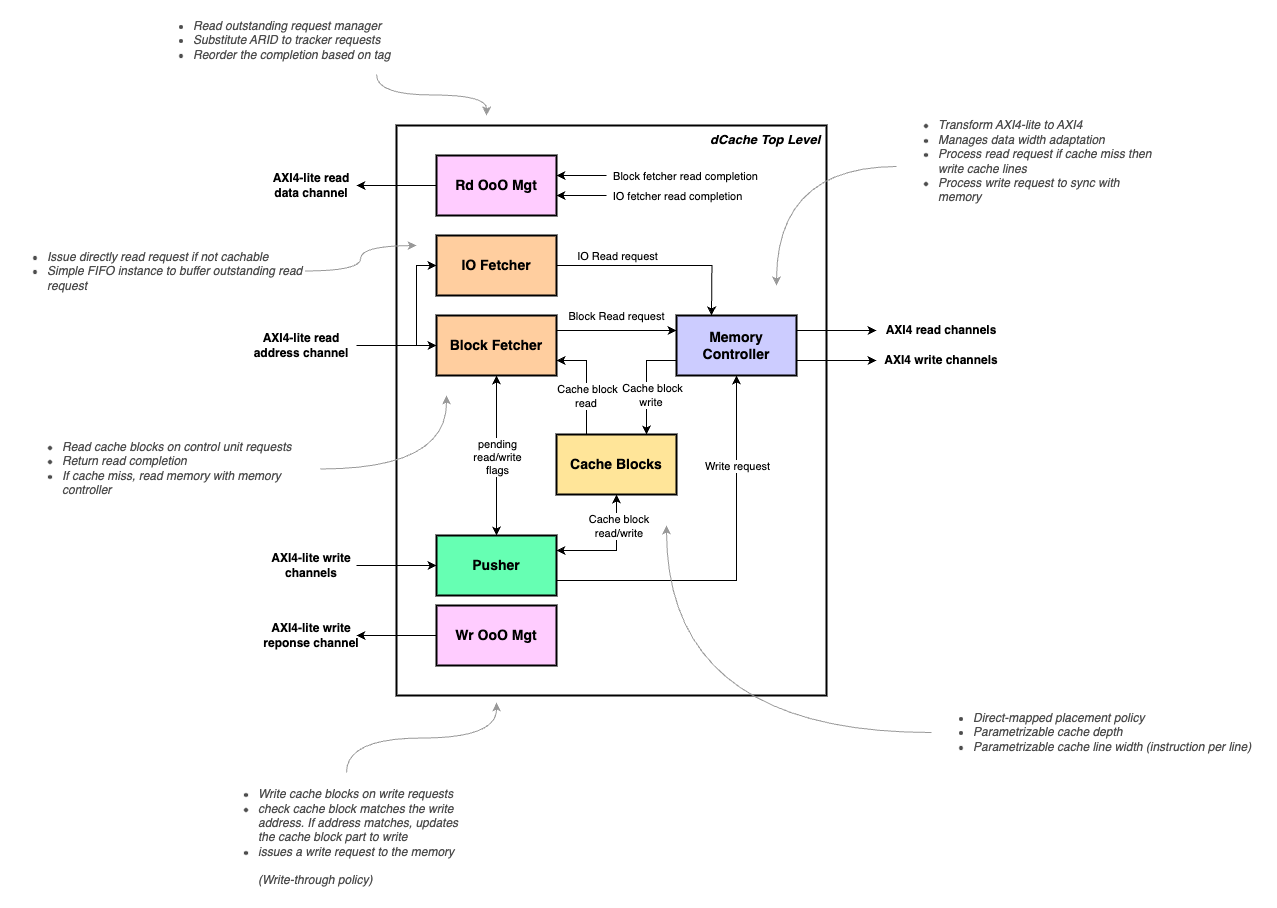 • Read outstanding request manager
• Substitute ARID to tracker requests
• Reorder the completion based on tag
dCache Top Level
• Transform AXI4-lite to AXI4
• Manages data width adaptation
• Process read request if cache miss then
write cache lines
• Process write request to sync with
memory
AXI4-lite read
data channel
Rd OoO Mgt
Block fetcher read completion
IO fetcher read completion
• Issue directly read request if not cachable
• Simple FIFO instance to buffer outstanding read
request
IO Fetcher
IO Read request
AXI4-lite read
address channel
Block Fetcher
Block Read request
Memory
Controller
AXI4 read channels
AXI4 write channels
Cache block
read
Cache block
write
• Read cache blocks on control unit requests
• Return read completion
• If cache miss, read memory with memory
controller
pending
read/write
flags
Cache Blocks
Write request
Cache block
read/write
AXI4-lite write
channels
Pusher
AXI4-lite write
reponse channel
Wr OoO Mgt
• Direct-mapped placement policy
• Parametrizable cache depth
• Parametrizable cache line width (instruction per line)
• Write cache blocks on write requests
• check cache block matches the write
address. If address matches, updates
the cache block part to write
• issues a write request to the memory
(Write-through policy)